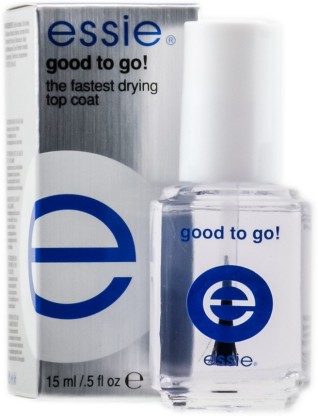 essie®
good to go!
the fastest drying
top coat
e
15 ml/.5 fl oz e
good to go!
e
essie®